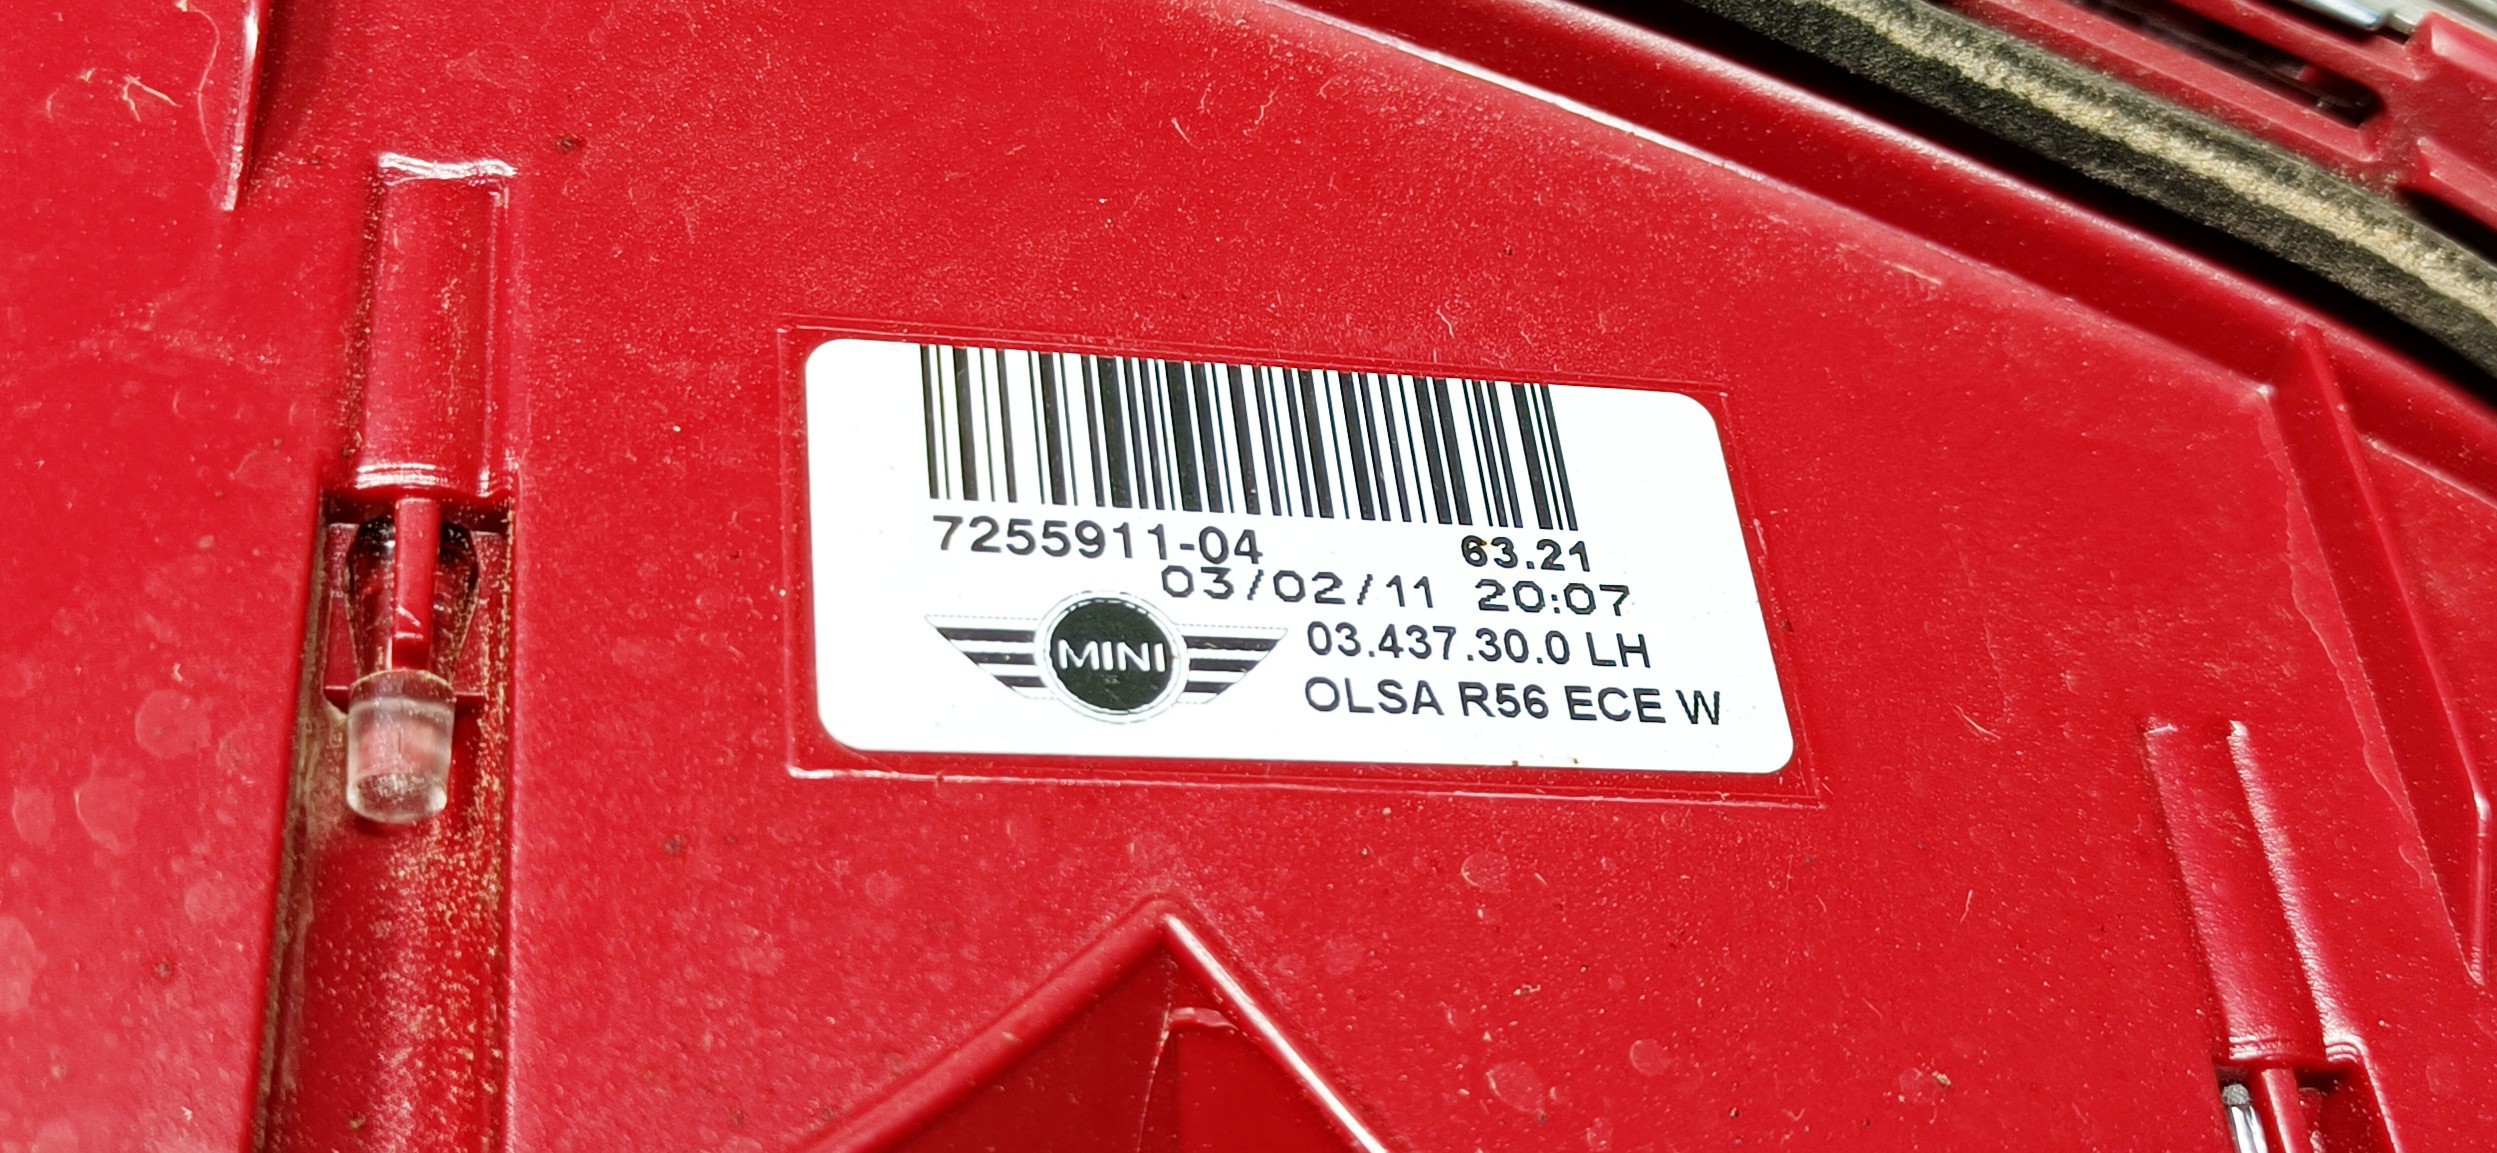 7255911-04 63.21
03/02/11 20:07
MINI
03.437.30.0 LH
OLSA R56 ECE W